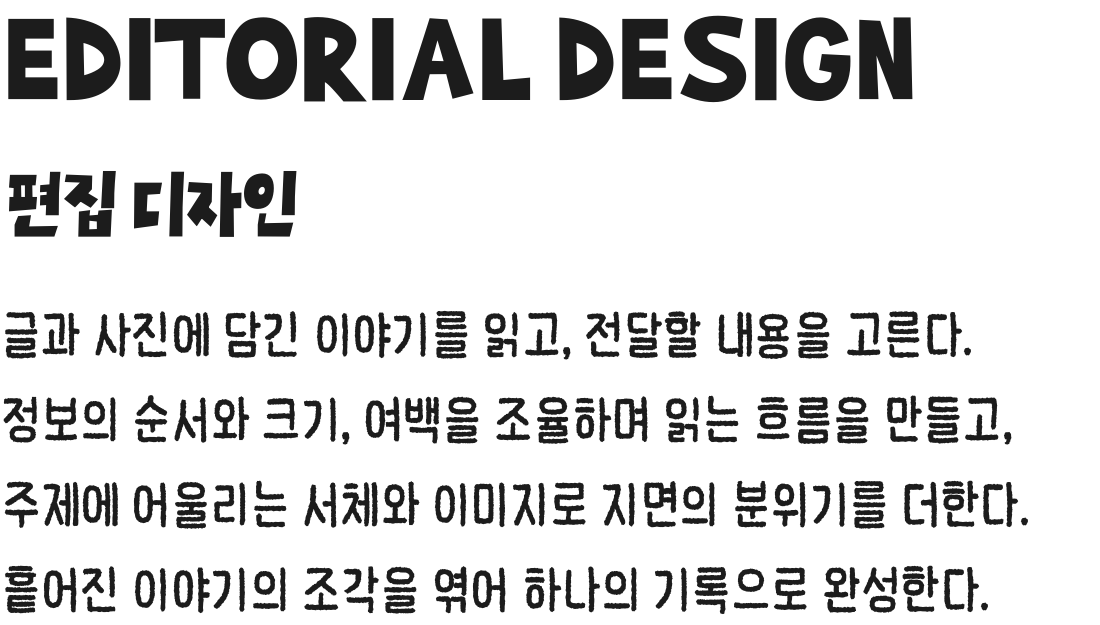 EDITORIAL DESIGN
편집 디자인
글과 사진에 담긴 이야기를 읽고, 전달할 내용을 고른다.
정보의 순서와 크기, 여백을 조율하며 읽는 흐름을 만들고,
주제에 어울리는 서체와 이미지로 지면의 분위기를 더한다.
흩어진 이야기의 조각을 엮어 하나의 기록으로 완성한다.